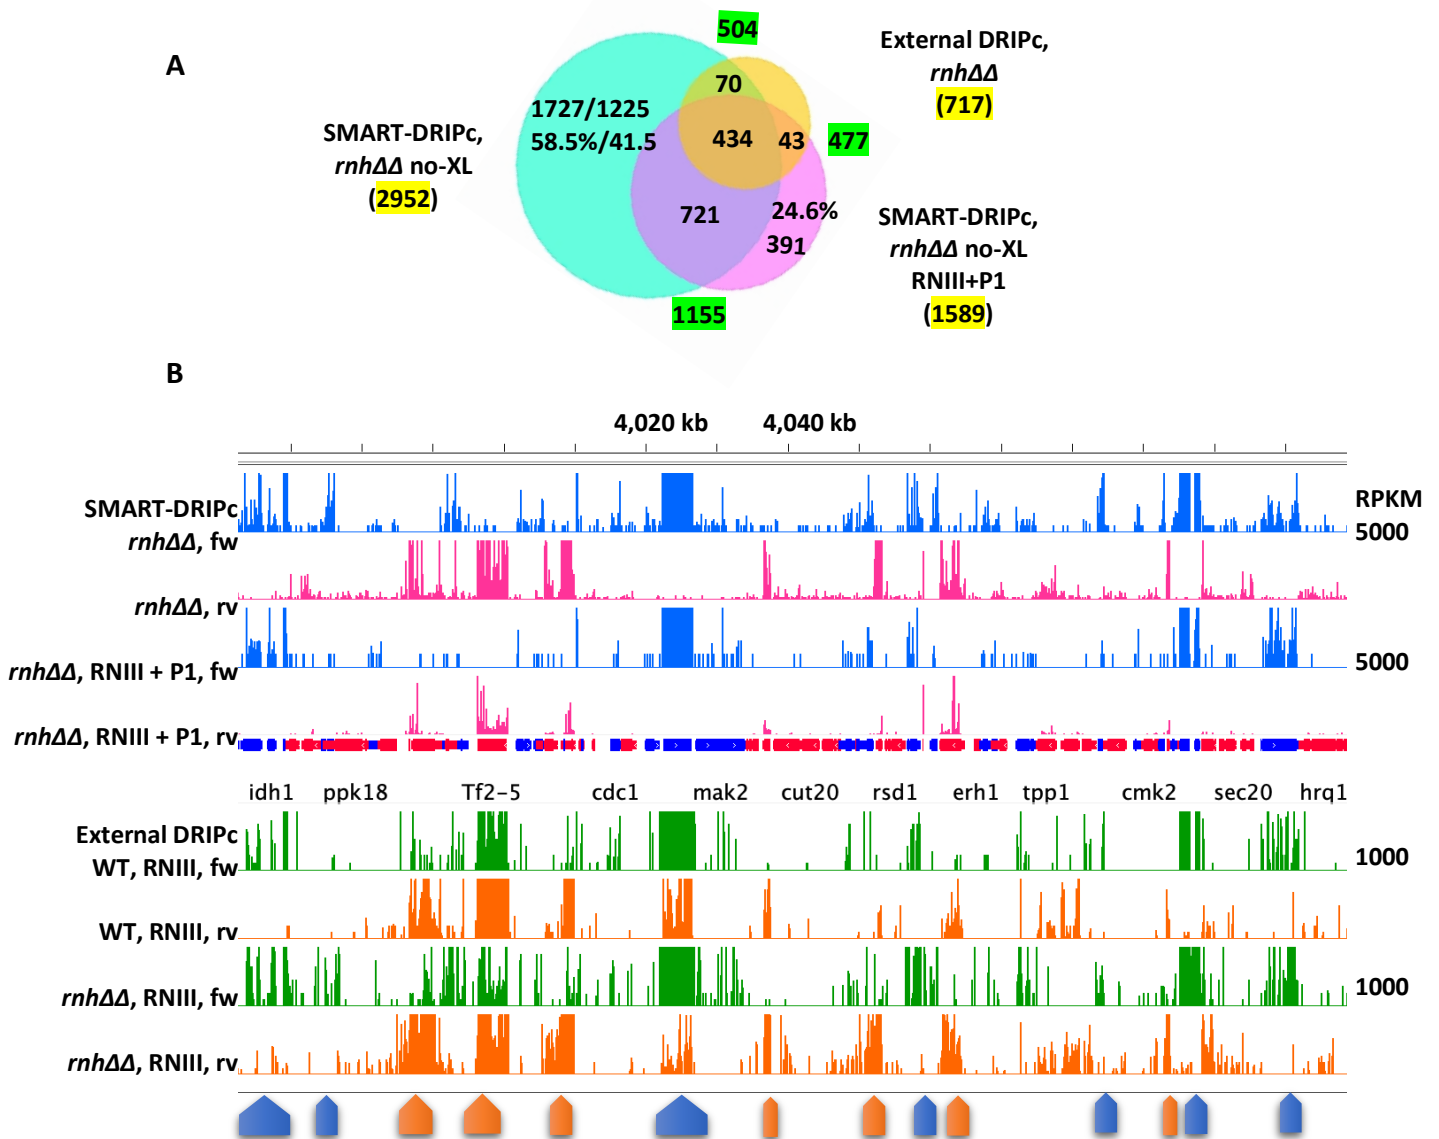 A
504
External DRIPc,
rnhΔΔ
(717)
70
1727/1225
58.5%/41.5
SMART-DRIPc,
rnhΔΔ no-XL
(2952)
434
43
477
721
24.6%
391
SMART-DRIPc,
rnhΔΔ no-XL
RNIII+P1
(1589)
1155
B
4,020 kb 4,040 kb
SMART-DRIPc
rnhΔΔ, fw
RPKM
5000
rnhΔΔ, rv
rnhΔΔ, RNIII + P1, fw
5000
rnhΔΔ, RNIII + P1, rv
idh1 ppk18 Tf2-5 cdc1 mak2 cut20 rsd1 erh1 tpp1 cmk2 sec20 hrq1
External DRIPc
WT, RNIII, fw
1000
WT, RNIII, rv
rnhΔΔ, RNIII, fw
1000
rnhΔΔ, RNIII, rv